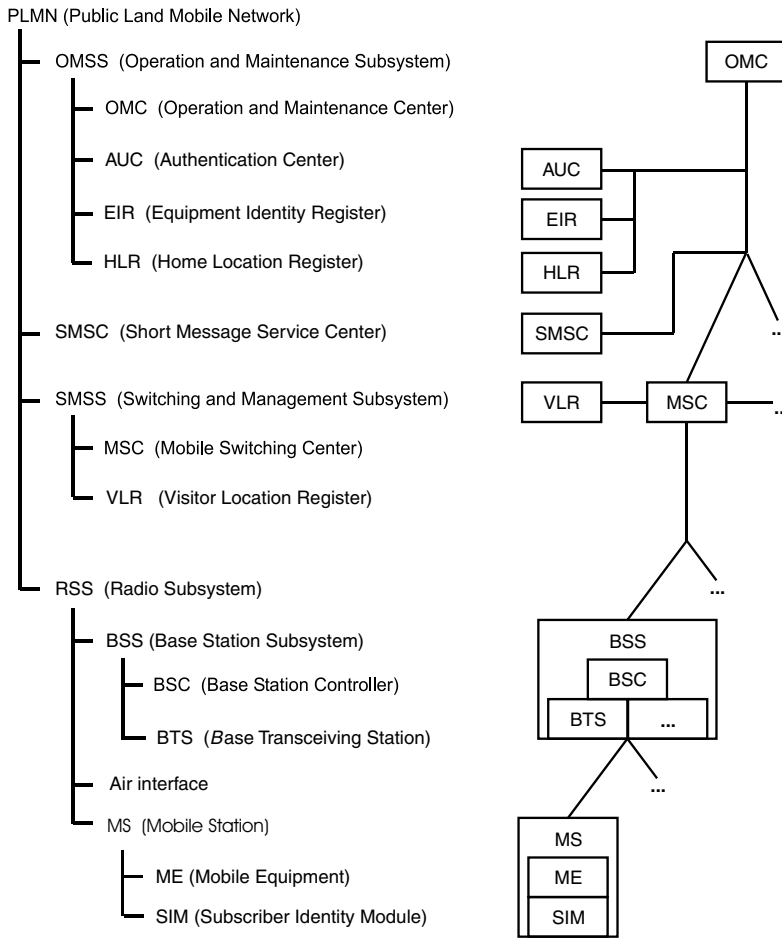 PLMN (Public Land Mobile Network)
OMSS (Operation and Maintenance Subsystem)
OMC (Operation and Maintenance Center)
AUC (Authentication Center)
EIR (Equipment Identity Register)
HLR (Home Location Register)
SMSC (Short Message Service Center)
SMSS (Switching and Management Subsystem)
MSC (Mobile Switching Center)
VLR (Visitor Location Register)
RSS (Radio Subsystem)
BSS (Base Station Subsystem)
BSC (Base Station Controller)
BTS (Base Transceiving Station)
Air interface
MS (Mobile Station)
ME (Mobile Equipment)
SIM (Subscriber Identity Module)
OMC
AUC
EIR
HLR
SMSC
...
VLR
MSC
...
...
BSS
BSC
BTS
...
...
MS
ME
SIM